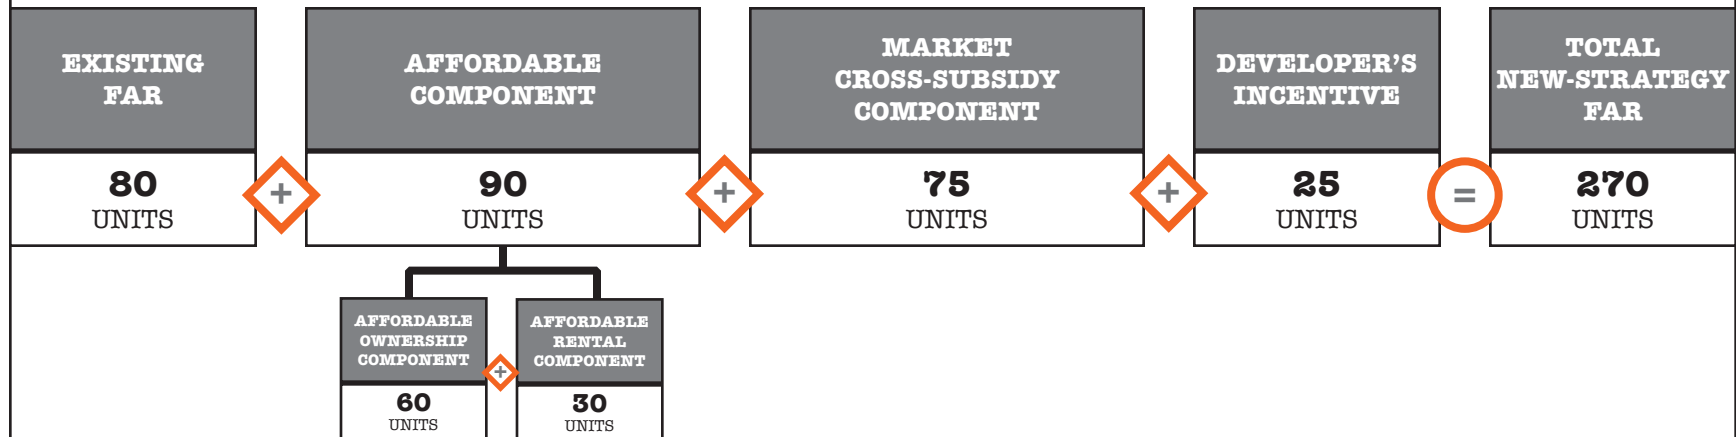 EXISTING
FAR
80
UNITS
+
AFFORDABLE
COMPONENT
90
UNITS
+
MARKET
CROSS-SUBSIDY
COMPONENT
75
UNITS
+
DEVELOPER’S
INCENTIVE
25
UNITS
=
TOTAL
NEW-STRATEGY
FAR
270
UNITS
AFFORDABLE
OWNERSHIP
COMPONENT
60
UNITS
+
AFFORDABLE
RENTAL
COMPONENT
30
UNITS